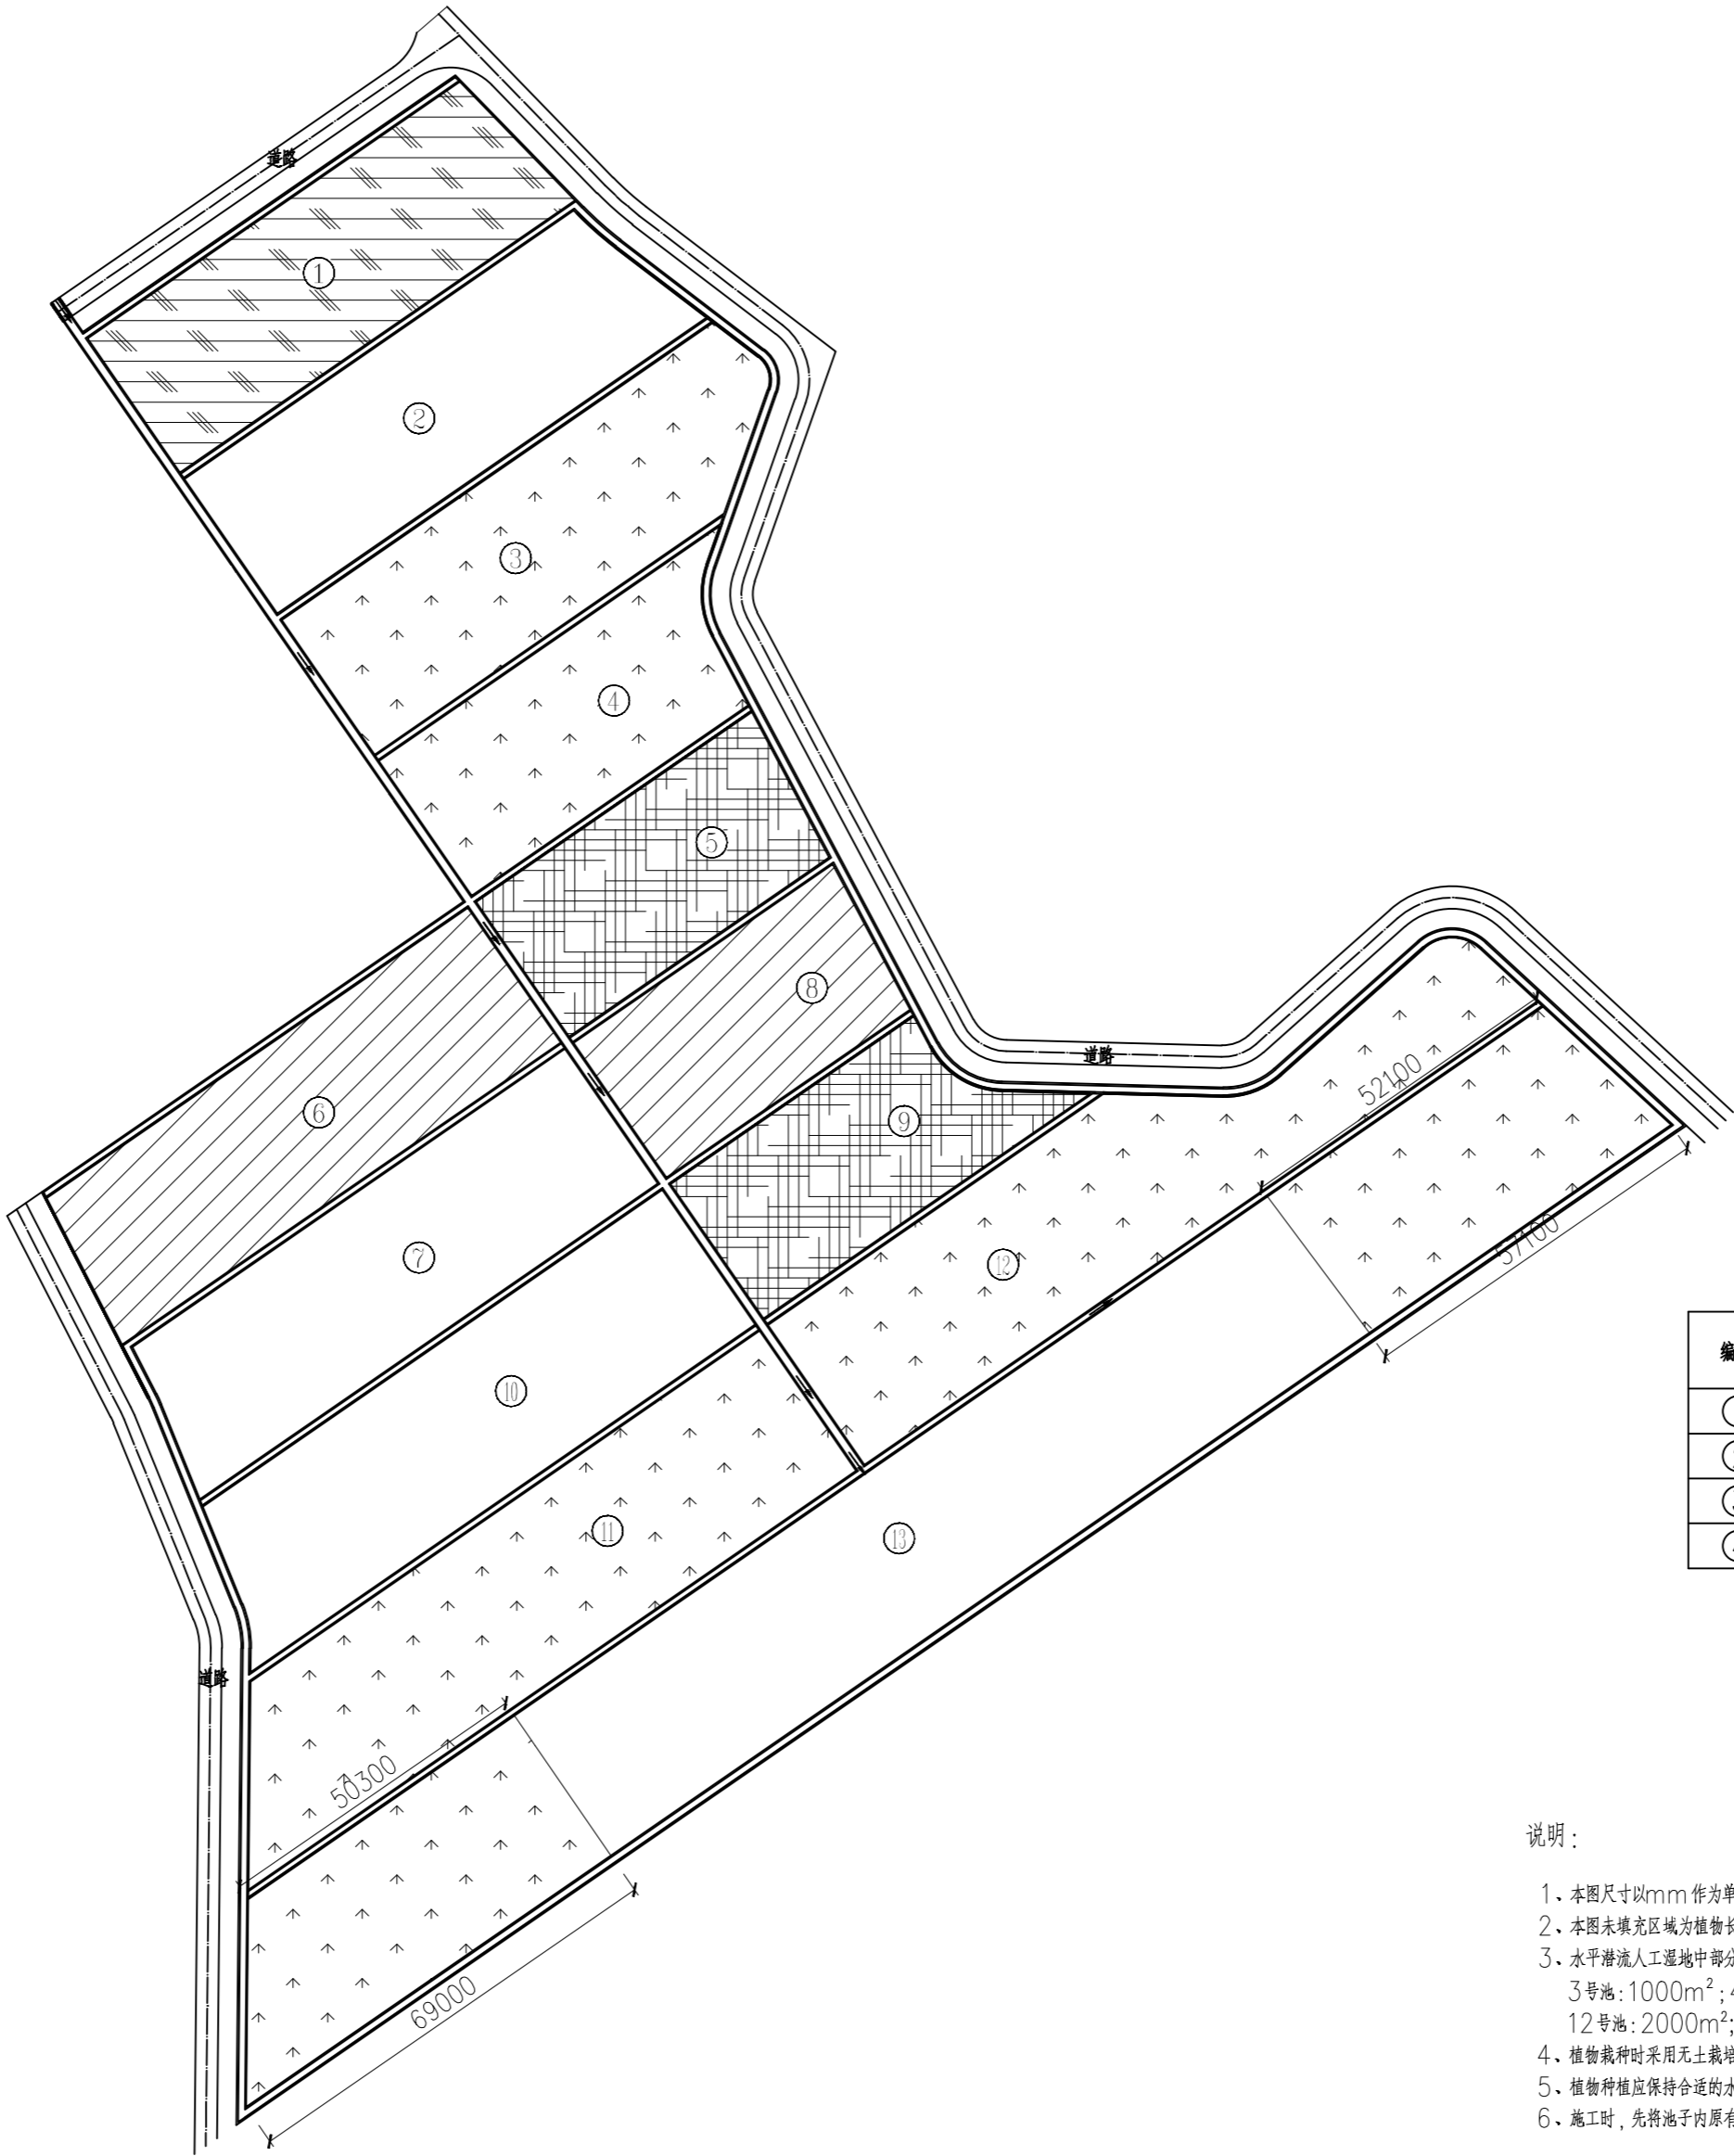 道路
①
②
③
④
⑤
⑧
⑥
道路
⑨
52100
57100
⑦
⑫
⑩
⑪
⑬
道路
50300
69000
说明：
1、本图尺寸以mm作为单
2、本图未填充区域为植物长
3、水平潜流人工湿地中部分
3号池：1000m²；
12号池：2000m²；
4、植物栽种时采用无土栽培
5、植物种植应保持合适的水
6、施工时，先将池子内原有